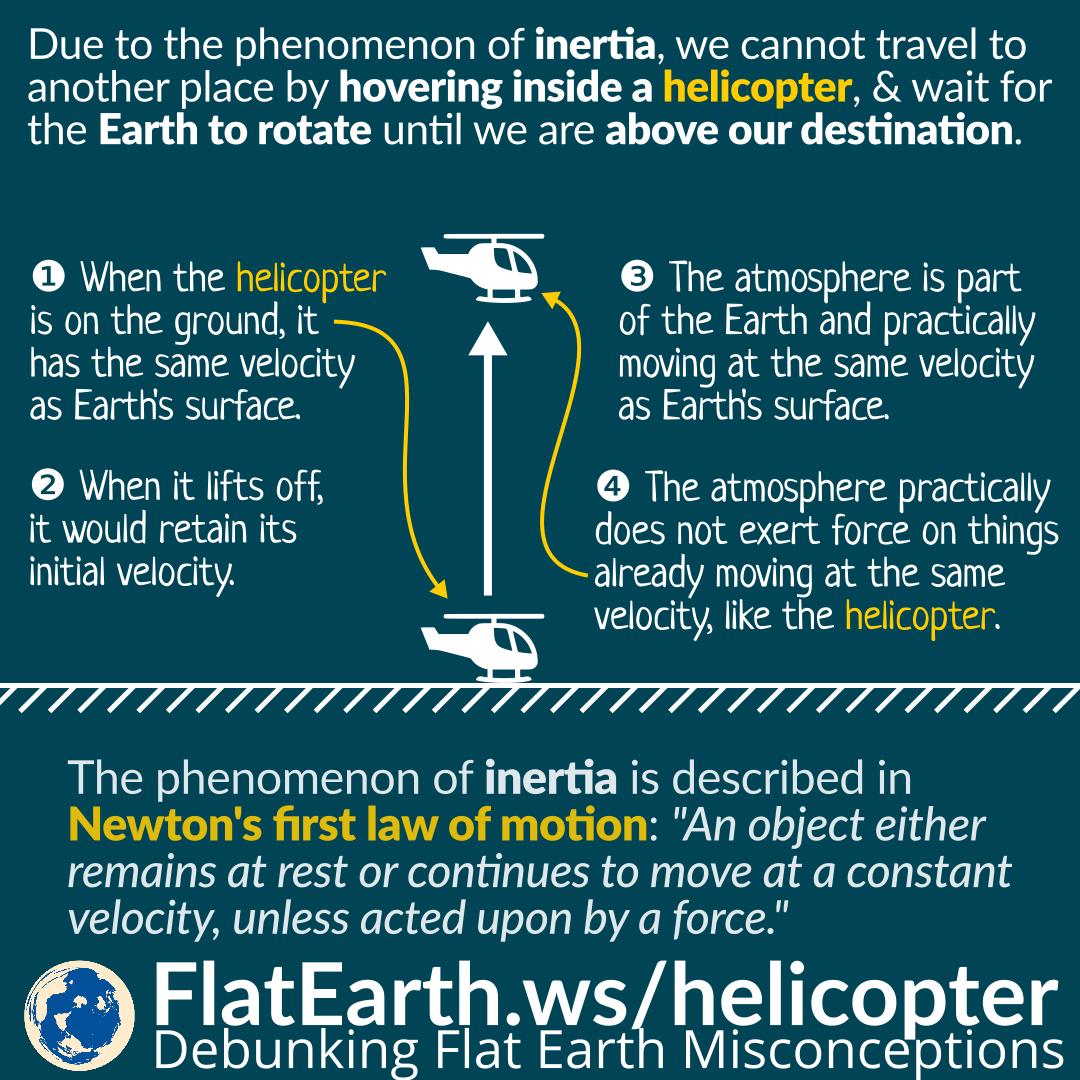 Due to the phenomenon of inertia, we cannot travel to
another place by hovering inside a helicopter, & wait for
the Earth to rotate until we are above our destination.
❶ When the helicopter
is on the ground, it
has the same velocity
as Earth's surface.
❷ When it lifts off,
it would retain its
initial velocity.
❸ The atmosphere is part
of the Earth and practically
moving at the same velocity
as Earth's surface.
❹ The atmosphere practically
does not exert force on things
already moving at the same
velocity, like the helicopter.
The phenomenon of inertia is described in
Newton's first law of motion: "An object either
remains at rest or continues to move at a constant
velocity, unless acted upon by a force."
FlatEarth.ws/helicopter
Debunking Flat Earth Misconceptions